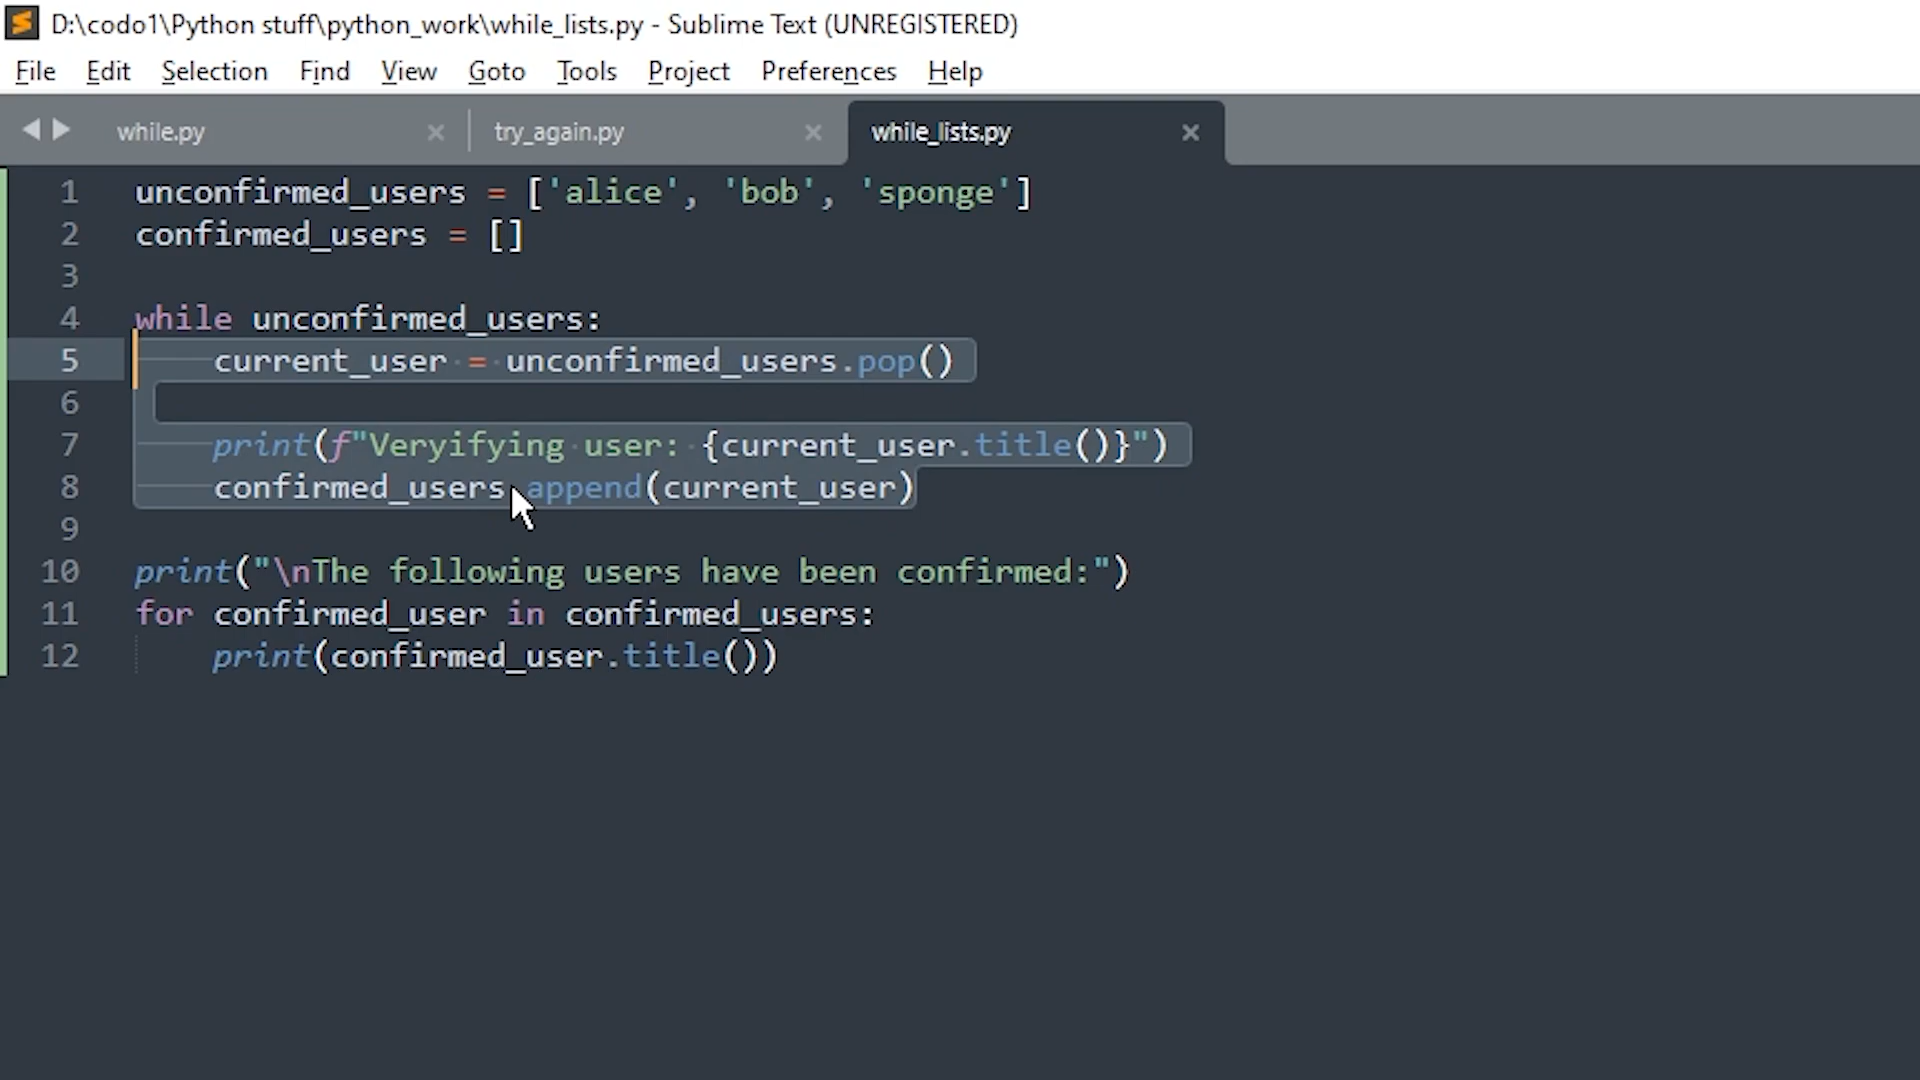 D:\codo1\Python stuff\python_work\while_lists.py - Sublime Text (UNREGISTERED)
File Edit Selection Find View Goto Tools Project Preferences Help
while.py try_again.py while_lists.py
1 unconfirmed_users = ['alice', 'bob', 'sponge']
2 confirmed_users = []
3
4 while unconfirmed_users:
5 current_user = unconfirmed_users.pop()
6
7 print(f"Veryifying user: {current_user.title()}")
8 confirmed_users.append(current_user)
9
10 print("\nThe following users have been confirmed:")
11 for confirmed_user in confirmed_users:
12 print(confirmed_user.title())